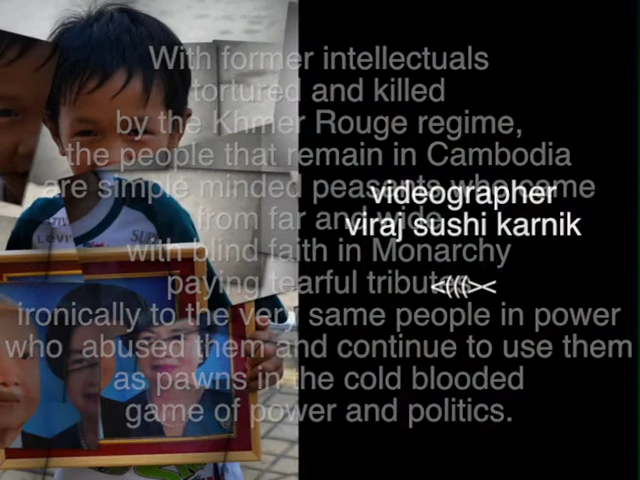 With former intellectuals
tortured and killed
by the Khmer Rouge regime,
the people that remain in Cambodia
are simple minded peasants who come
from far and wide
with blind faith in Monarchy
paying tearful tribute
ironically to the very same people in power
who abused them and continue to use them
as pawns in the cold blooded
game of power and politics.
videographer
viraj sushi karnik